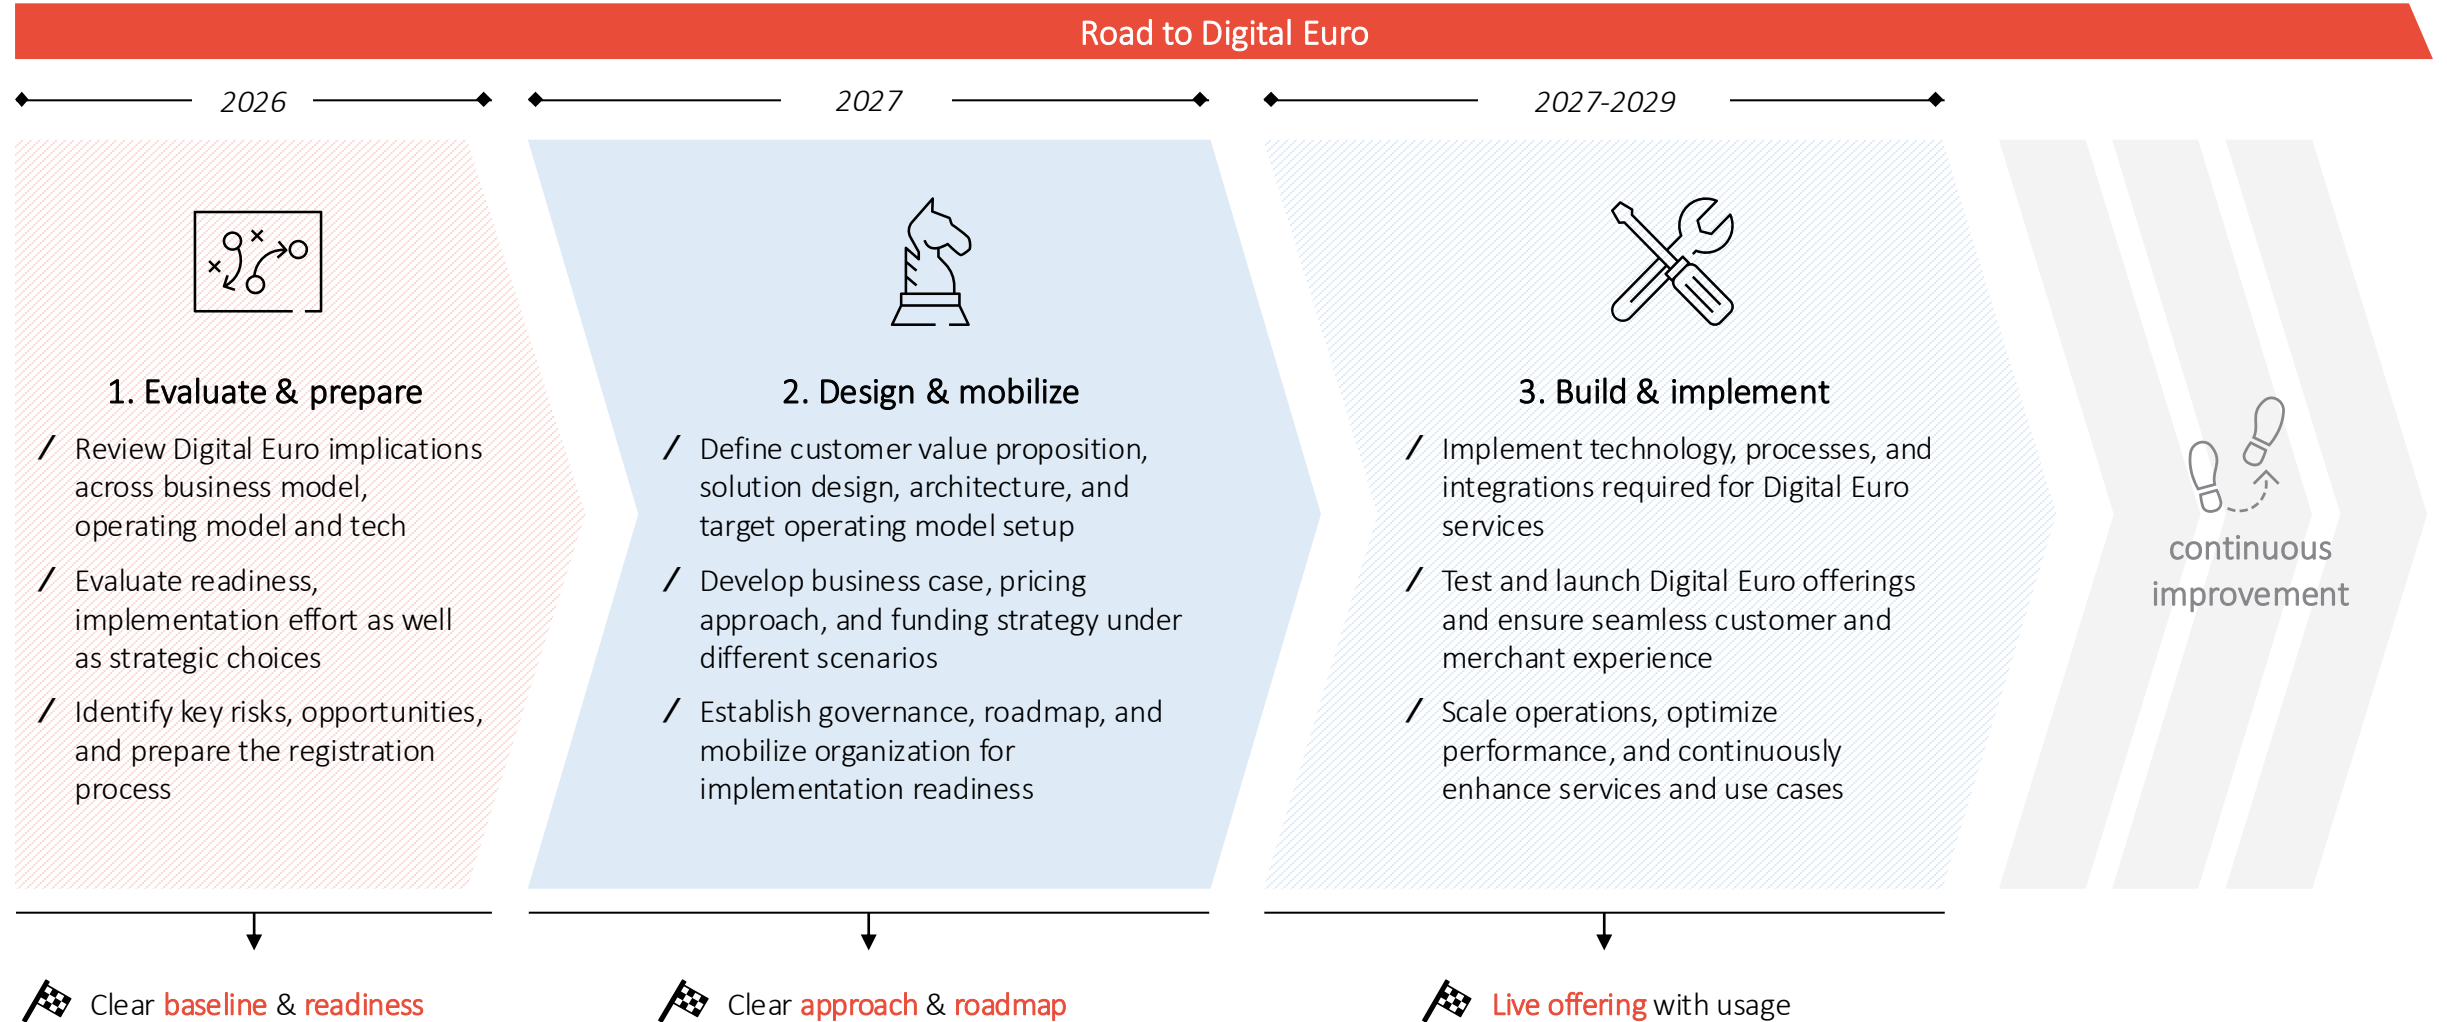 Road to Digital Euro
2026
2027
2027-2029
1. Evaluate & prepare
/ Review Digital Euro implications
across business model,
operating model and tech
/ Evaluate readiness,
implementation effort as well
as strategic choices
/ Identify key risks, opportunities,
and prepare the registration
process
2. Design & mobilize
/ Define customer value proposition,
solution design, architecture, and
target operating model setup
/ Develop business case, pricing
approach, and funding strategy under
different scenarios
/ Establish governance, roadmap, and
mobilize organization for
implementation readiness
3. Build & implement
/ Implement technology, processes, and
integrations required for Digital Euro
services
/ Test and launch Digital Euro offerings
and ensure seamless customer and
merchant experience
/ Scale operations, optimize
performance, and continuously
enhance services and use cases
continuous
improvement
Clear baseline & readiness
Clear approach & roadmap
Live offering with usage